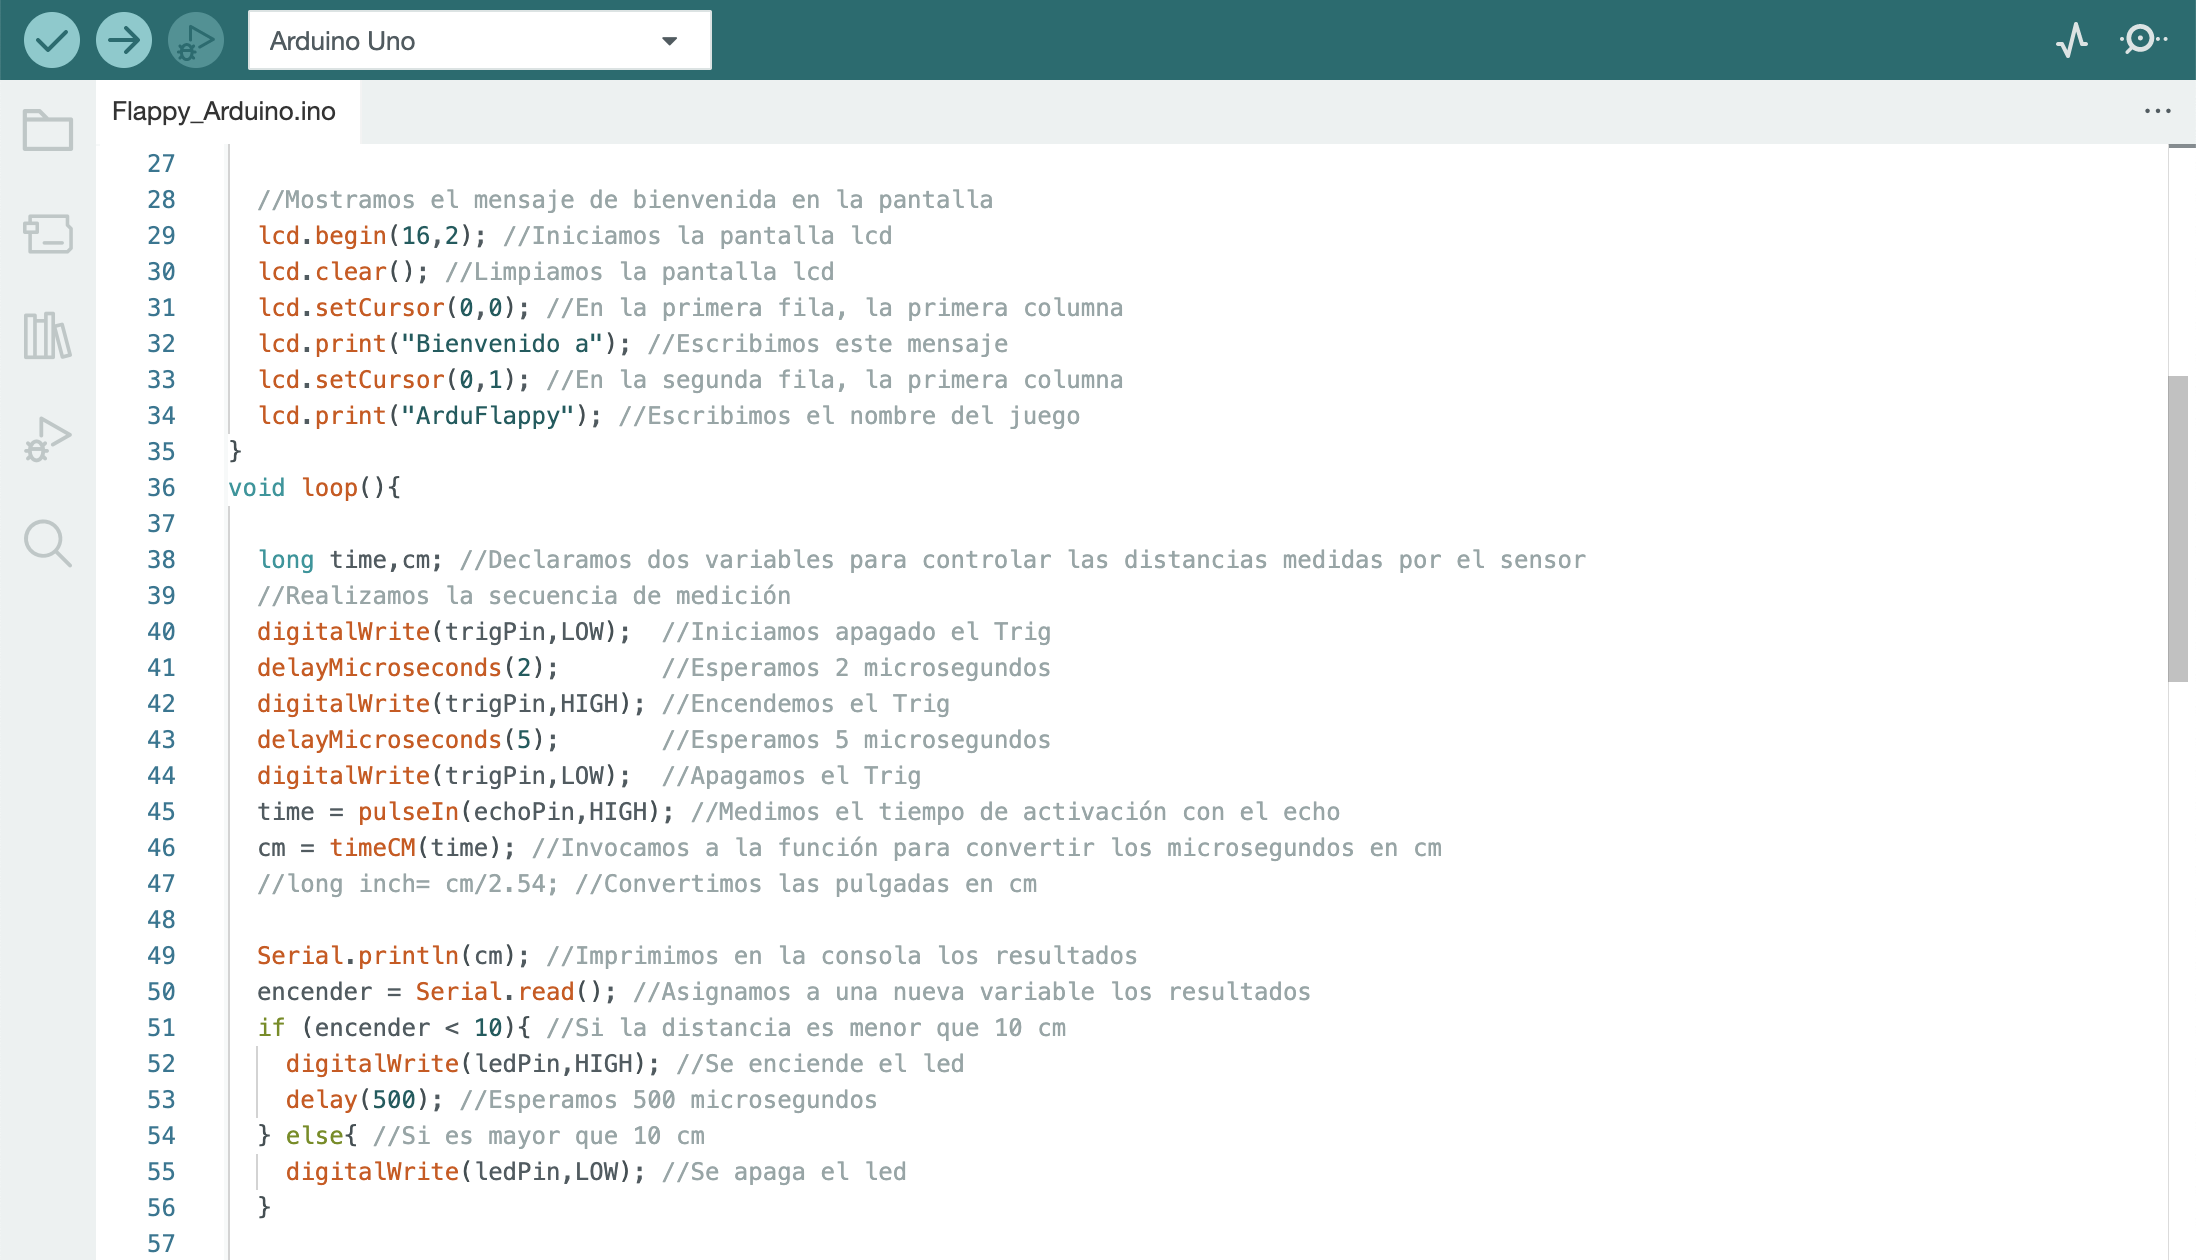 Arduino Uno
Flappy_Arduino.ino
27
28 //Mostramos el mensaje de bienvenida en la pantalla
29 lcd.begin(16,2); //Iniciamos la pantalla lcd
30 lcd.clear(); //Limpiamos la pantalla lcd
31 lcd.setCursor(0,0); //En la primera fila, la primera columna
32 lcd.print("Bienvenido a"); //Escribimos este mensaje
33 lcd.setCursor(0,1); //En la segunda fila, la primera columna
34 lcd.print("ArduFlappy"); //Escribimos el nombre del juego
35 }
36 void loop(){
37
38 long time,cm; //Declaramos dos variables para controlar las distancias medidas por el sensor
39 //Realizamos la secuencia de medición
40 digitalWrite(trigPin,LOW);  //Iniciamos apagado el Trig
41 delayMicroseconds(2);       //Esperamos 2 microsegundos
42 digitalWrite(trigPin,HIGH); //Encendemos el Trig
43 delayMicroseconds(5);       //Esperamos 5 microsegundos
44 digitalWrite(trigPin,LOW);  //Apagamos el Trig
45 time = pulseIn(echoPin,HIGH); //Medimos el tiempo de activación con el echo
46 cm = timeCM(time); //Invocamos a la función para convertir los microsegundos en cm
47 //long inch= cm/2.54; //Convertimos las pulgadas en cm
48
49 Serial.println(cm); //Imprimimos en la consola los resultados
50 encender = Serial.read(); //Asignamos a una nueva variable los resultados
51 if (encender < 10){ //Si la distancia es menor que 10 cm
52 digitalWrite(ledPin,HIGH); //Se enciende el led
53 delay(500); //Esperamos 500 microsegundos
54 } else{ //Si es mayor que 10 cm
55 digitalWrite(ledPin,LOW); //Se apaga el led
56 }
57